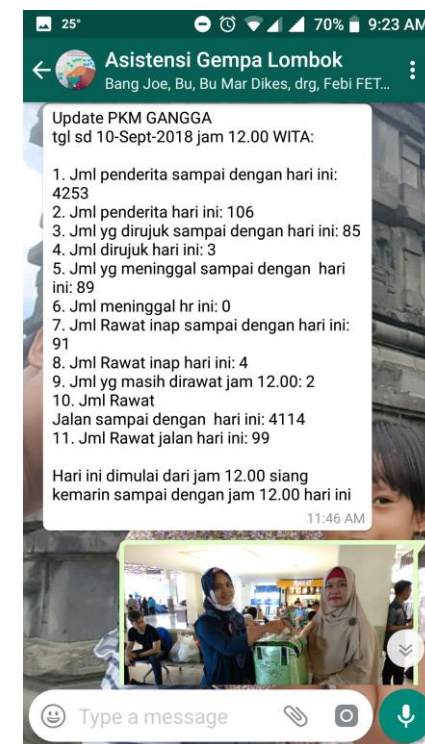 25° 70% 9:23 AM
Asistensi Gempa Lombok
Bang Joe, Bu, Bu Mar Dikes, drg, Febi FET...
Update PKM GANGGA
tgl sd 10-Sept-2018 jam 12.00 WITA:
1. Jml penderita sampai dengan hari ini:
4253
2. Jml penderita hari ini: 106
3. Jml yg dirujuk sampai dengan hari ini: 85
4. Jml dirujuk hari ini: 3
5. Jml yg meninggal sampai dengan hari
ini: 89
6. Jml meninggal hr ini: 0
7. Jml Rawat inap sampai dengan hari ini:
91
8. Jml Rawat inap hari ini: 4
9. Jml yg masih dirawat jam 12.00: 2
10. Jml Rawat
Jalan sampai dengan hari ini: 4114
11. Jml Rawat jalan hari ini: 99
Hari ini dimulai dari jam 12.00 siang
kemarin sampai dengan jam 12.00 hari ini
11:46 AM
Type a message